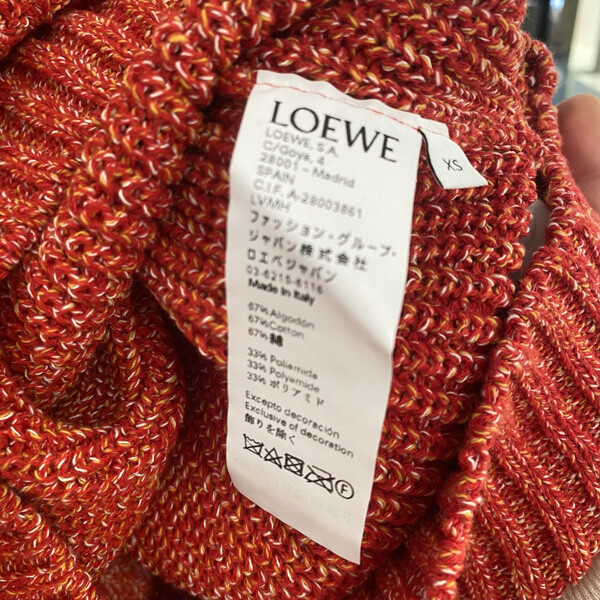 LOEWE
LOEWE, S.A.
C/Goya, 4
28001 - Madrid
SPAIN
C.I.F. A-28003861
LVMH
ファッション・グループ・
ジャパン株式会社
ロエベジャパン
03-6215-6116
Made in Italy
67% Algodón
67% Cotton
67% 綿
33% Poliamida
33% Polyamide
33% ポリアミド
Excepto decoración
Exclusive of decoration
飾りを除く
F
XS